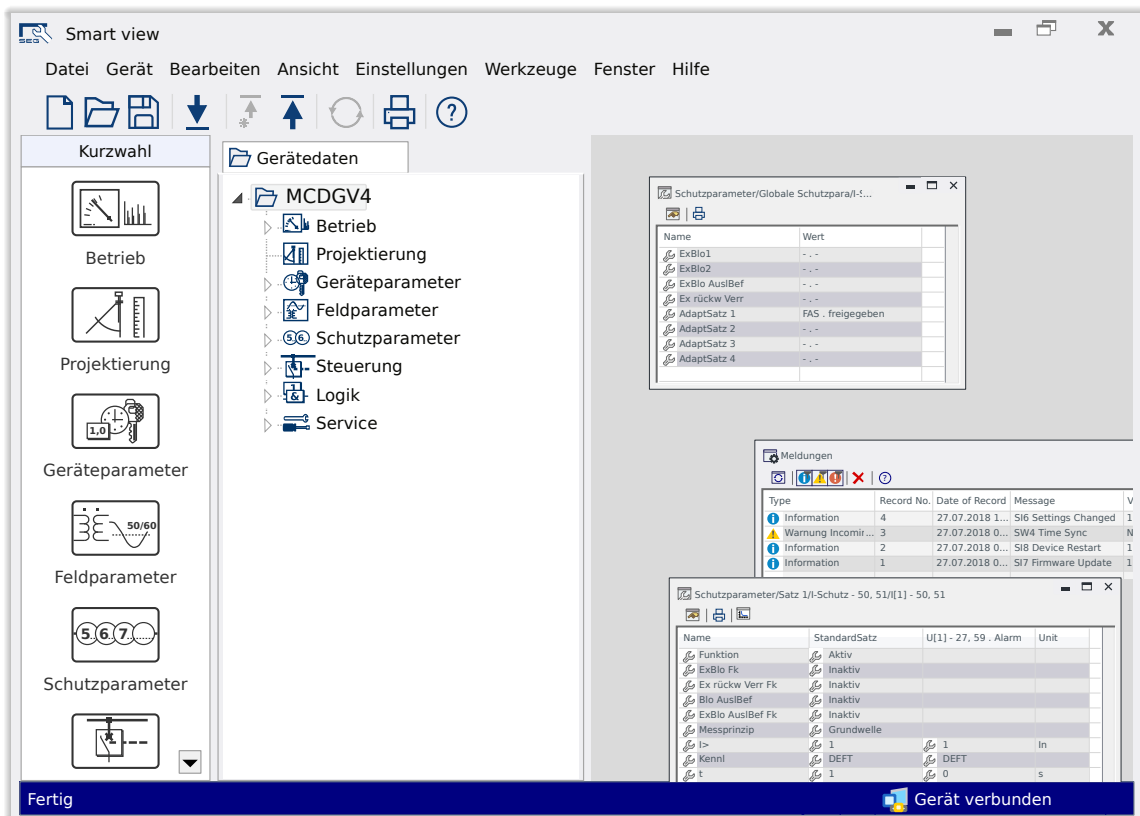 SEG Smart view
Datei Gerät Bearbeiten Ansicht Einstellungen Werkzeuge Fenster Hilfe
Kurzwahl
Betrieb
Projektierung
1,0
Geräteparameter
50/60
Feldparameter
5 6 7
Schutzparameter
Gerätedaten
MCDGV4
Betrieb
Projektierung
Geräteparameter
Feldparameter
5 6 Schutzparameter
Steuerung
1 & Logik
Service
Schutzparameter/Globale Schutzpara/I-S...
Name Wert
ExBlo1 - . -
ExBlo2 - . -
ExBlo AuslBef - . -
Ex rückw Verr - . -
AdaptSatz 1 FAS . freigegeben
AdaptSatz 2 - . -
AdaptSatz 3 - . -
AdaptSatz 4 - . -
Meldungen
Type Record No. Date of Record Message V
Information 4 27.07.2018 1... SI6 Settings Changed 1
Warnung Incomir... 3 27.07.2018 0... SW4 Time Sync N
Information 2 27.07.2018 0... SI8 Device Restart 1
Information 1 27.07.2018 0... SI7 Firmware Update 1
Schutzparameter/Satz 1/I-Schutz - 50, 51/I[1] - 50, 51
Name StandardSatz U[1] - 27, 59 . Alarm Unit
Funktion Aktiv
ExBlo Fk Inaktiv
Ex rückw Verr Fk Inaktiv
Blo AuslBef Inaktiv
ExBlo AuslBef Fk Inaktiv
Messprinzip Grundwelle
I> 1 1 In
Kennl DEFT DEFT
t 1 0 s
Fertig Gerät verbunden